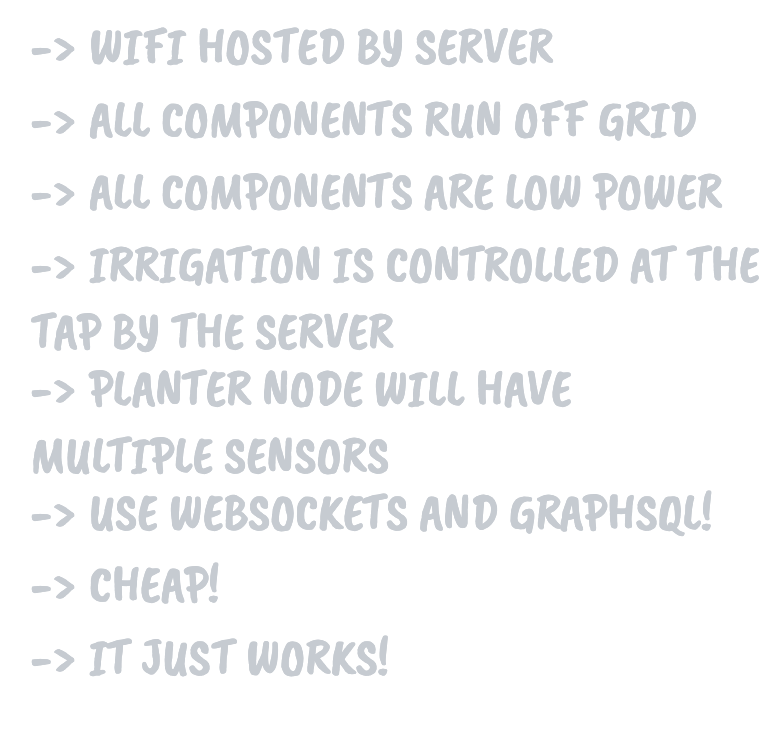 -> WIFI HOSTED BY SERVER
-> ALL COMPONENTS RUN OFF GRID
-> ALL COMPONENTS ARE LOW POWER
-> IRRIGATION IS CONTROLLED AT THE
TAP BY THE SERVER
-> PLANTER NODE WILL HAVE
MULTIPLE SENSORS
-> USE WEBSOCKETS AND GRAPHSQL!
-> CHEAP!
-> IT JUST WORKS!